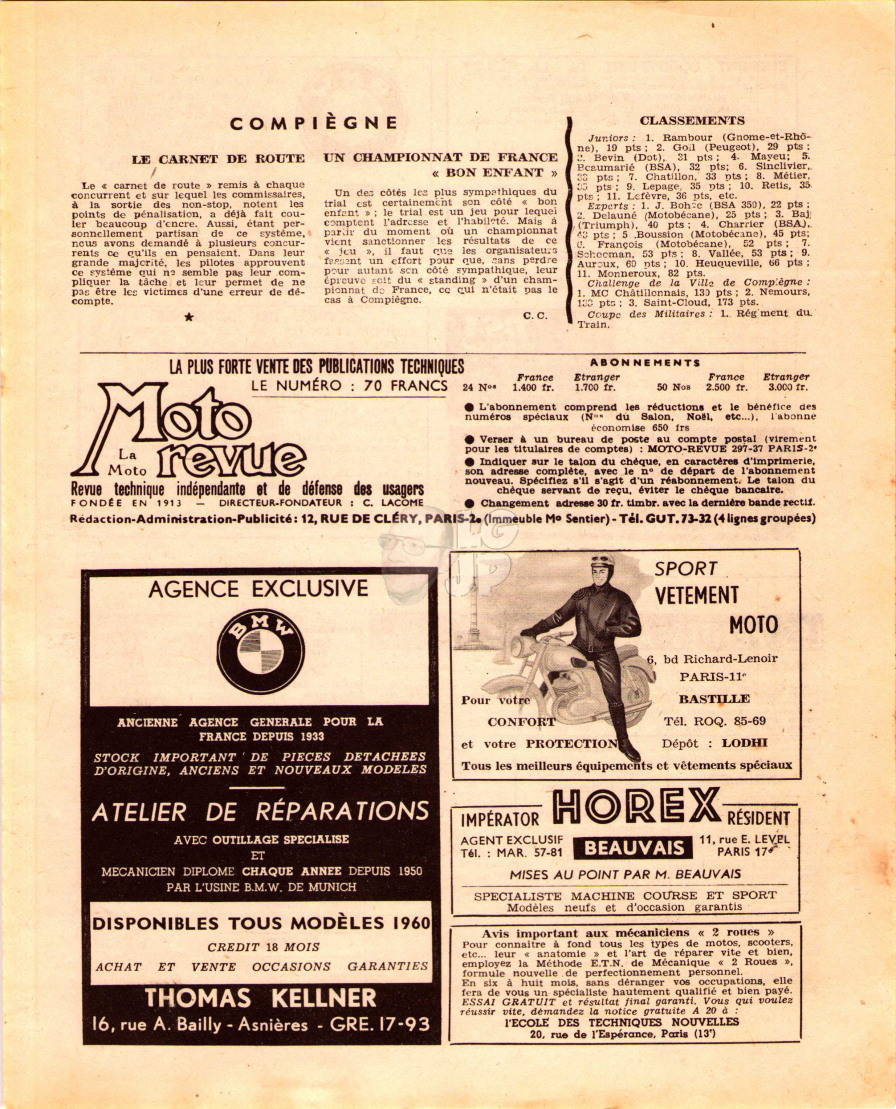 COMPIÈGNE
LE CARNET DE ROUTE
Le « carnet de route » remis à chaque
concurrent et sur lequel les commissaires,
à la sortie des non-stop, notent les
points de pénalisation, a déjà fait cou-
ler beaucoup d'encre. Aussi, étant per-
sonnellement partisan de ce système,
nous avons demandé à plusieurs concur-
rents ce qu'ils en pensaient. Dans leur
grande majorité, les pilotes approuvent
ce système qui ne semble pas leur com-
pliquer la tâche et leur permet de ne
pas être les victimes d'une erreur de dé-
compte.
★
UN CHAMPIONNAT DE FRANCE
« BON ENFANT »
Un des côtés les plus sympathiques du
trial est certainement son côté « bon
enfant » ; le trial est un jeu pour lequel
comptent l'adresse et l'habileté. Mais à
partir du moment où un championnat
vient sanctionner les résultats de ce
« jeu », il faut que les organisateurs
fassent un effort pour que, sans perdre
pour autant son côté sympathique, leur
épreuve soit du « standing » d'un cham-
pionnat de France, ce qui n'était pas le
cas à Compiègne.
C. C.
CLASSEMENTS
Juniors : 1. Rambour (Gnome-et-Rhô-
ne), 19 pts ; 2. Goil (Peugeot), 29 pts ;
3. Bevin (Dot), 31 pts ; 4. Mayeu; 5.
Beaumarié (BSA), 32 pts; 6. Sinclivier,
33 pts ; 7. Chatillon, 33 pts ; 8. Métier,
pts ; 9. Lepage, 35 pts ; 10. Retis, 35
pts ; 11. Lefèvre, 36 pts, etc.
Experts : 1. J. Bohce (BSA 350), 22 pts ;
2. Delauné (Motobécane), 25 pts ; 3. Baj
(Triumph), 40 pts ; 4. Charrier (BSA),
43 pts ; 5. Boussion (Motobécane), 45 pts;
6. François (Motobécane), 52 pts ; 7.
Schecman, 53 pts ; 8. Vallée, 53 pts ; 9.
Auroux, 60 pts ; 10. Heuqueville, 66 pts ;
11. Monneroux, 82 pts.
Challenge de la Ville de Compiègne :
1. MC Châtillonnais, 130 pts ; 2. Nemours,
pts ; 3. Saint-Cloud, 173 pts.
Coupe des Militaires : 1. Régiment du
Train.
LA PLUS FORTE VENTE DES PUBLICATIONS TECHNIQUES
LE NUMÉRO : 70 FRANCS
La Moto
Moto revue
Revue technique indépendante et de défense des usagers
FONDÉE EN 1913 — DIRECTEUR-FONDATEUR : C. LACOME
Rédaction-Administration-Publicité : 12, RUE DE CLÉRY, PARIS-2e (Immeuble Mo Sentier) - Tél. GUT. 73-32 (4 lignes groupées)
ABONNEMENTS
France Etranger France Etranger
24 Nos 1.400 fr. 1.700 fr. 50 Nos 2.500 fr. 3.000 fr.
● L'abonnement comprend les réductions et le bénéfice des
numéros spéciaux (Nos du Salon, Noël, etc...), l'abonne
économise 650 frs
● Verser à un bureau de poste au compte postal (virement
pour les titulaires de comptes) : MOTO-REVUE 297-37 PARIS-2e
● Indiquer sur le talon du chèque, en caractères d'imprimerie,
son adresse complète, avec le n° de départ de l'abonnement
nouveau. Spécifiez s'il s'agit d'un réabonnement. Le talon du
chèque servant de reçu, éviter le chèque bancaire.
● Changement adresse 30 fr. timbr. avec la dernière bande rectif.
LG
JP
AGENCE EXCLUSIVE
BMW
ANCIENNE AGENCE GENERALE POUR LA
FRANCE DEPUIS 1933
STOCK IMPORTANT DE PIECES DETACHEES
D'ORIGINE, ANCIENS ET NOUVEAUX MODELES
ATELIER DE RÉPARATIONS
AVEC OUTILLAGE SPECIALISE
ET
MECANICIEN DIPLOME CHAQUE ANNEE DEPUIS 1950
PAR L'USINE B.M.W. DE MUNICH
DISPONIBLES TOUS MODÈLES 1960
CREDIT 18 MOIS
ACHAT ET VENTE OCCASIONS GARANTIES
THOMAS KELLNER
16, rue A. Bailly - Asnières - GRE. 17-93
SPORT
VETEMENT
MOTO
6, bd Richard-Lenoir
PARIS-11e
Pour votre BASTILLE
CONFORT Tél. ROQ. 85-69
et votre PROTECTION Dépôt : LODHI
Tous les meilleurs équipements et vêtements spéciaux
IMPÉRATOR HOREX RÉSIDENT
AGENT EXCLUSIF
Tél. : MAR. 57-81
BEAUVAIS
11, rue E. LEVEL
PARIS 17e
MISES AU POINT PAR M. BEAUVAIS
SPECIALISTE MACHINE COURSE ET SPORT
Modèles neufs et d'occasion garantis
Avis important aux mécaniciens « 2 roues »
Pour connaitre à fond tous les types de motos, scooters,
etc... leur « anatomie » et l'art de réparer vite et bien,
employez la Méthode E.T.N. de Mécanique « 2 Roues »,
formule nouvelle de perfectionnement personnel.
En six à huit mois, sans déranger vos occupations, elle
fera de vous un spécialiste hautement qualifié et bien payé.
ESSAI GRATUIT et résultat final garanti. Vous qui voulez
réussir vite, demandez la notice gratuite A 20 à :
l'ECOLE DES TECHNIQUES NOUVELLES
20, rue de l'Espérance, Paris (13e)